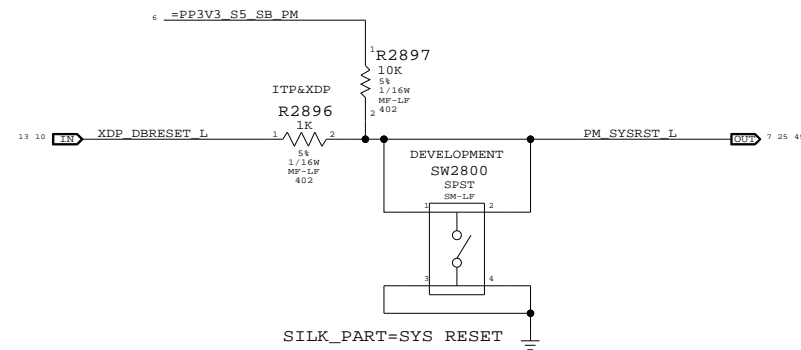 6 =PP3V3_S5_SB_PM
1
R2897
10K
5%
1/16W
MF-LF
402
2
ITP&XDP
R2896
1K
13 10 IN XDP_DBRESET_L 1 2 PM_SYSRST_L OUT 7 25 45
5%
1/16W
MF-LF
402
DEVELOPMENT
SW2800
SPST
SM-LF
1 2
3 4
SILK_PART=SYS RESET